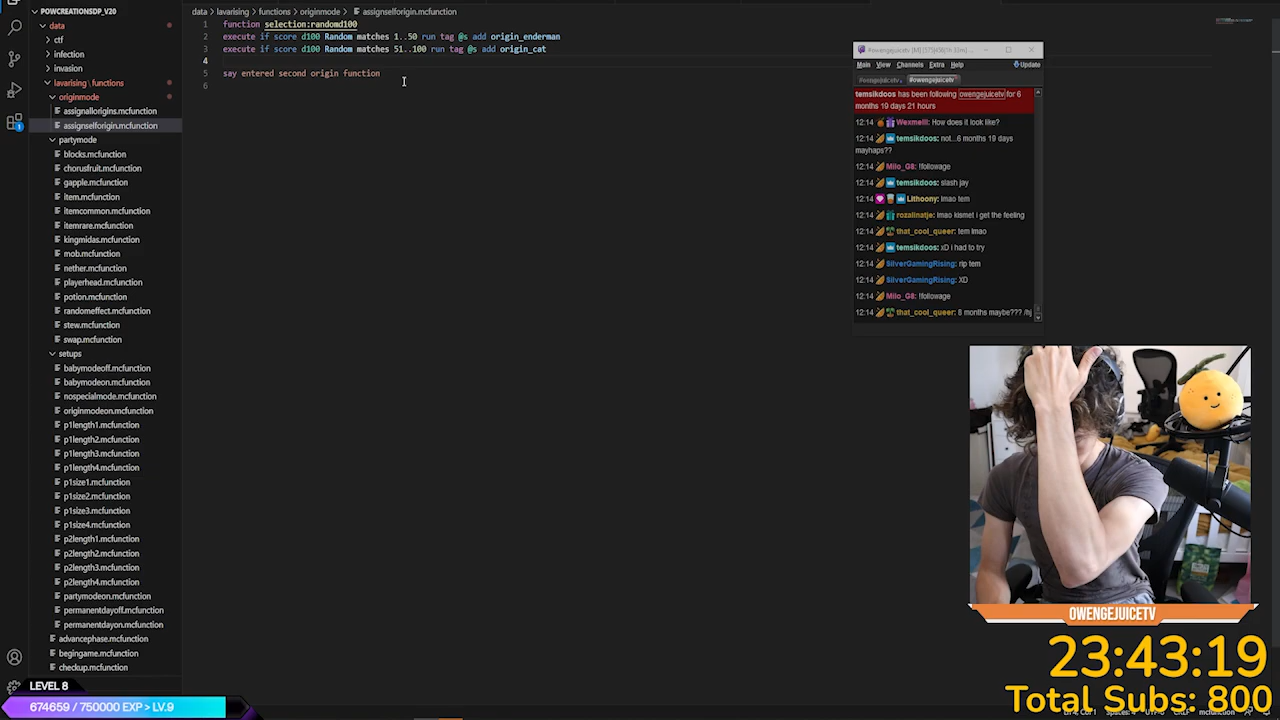 POWCREATIONSDP_V20
data
ctf
infection
invasion
lavarising \ functions
originmode
assignallorigins.mcfunction
assignselforigin.mcfunction
partymode
blocks.mcfunction
chorusfruit.mcfunction
gapple.mcfunction
item.mcfunction
itemcommon.mcfunction
itemrare.mcfunction
kingmidas.mcfunction
mob.mcfunction
nether.mcfunction
playerhead.mcfunction
potion.mcfunction
randomeffect.mcfunction
stew.mcfunction
swap.mcfunction
setups
babymodeoff.mcfunction
babymodeon.mcfunction
nospecialmode.mcfunction
originmodeon.mcfunction
p1length1.mcfunction
p1length2.mcfunction
p1length3.mcfunction
p1length4.mcfunction
p1size1.mcfunction
p1size2.mcfunction
p1size3.mcfunction
p1size4.mcfunction
p2length1.mcfunction
p2length2.mcfunction
p2length3.mcfunction
p2length4.mcfunction
partymodeon.mcfunction
permanentdayoff.mcfunction
permanentdayon.mcfunction
advancephase.mcfunction
begingame.mcfunction
checkup.mcfunction
data > lavarising > functions > originmode > assignselforigin.mcfunction
1 function selection:randomd100
2 execute if score d100 Random matches 1..50 run tag @s add origin_enderman
3 execute if score d100 Random matches 51..100 run tag @s add origin_cat
4
5 say entered second origin function
6
Main View Channels Extra Help Update
#owengejuicetv
temsikdoos has been following owengejuicetv for 6
months 19 days 21 hours
12:14 Wexmelll: How does it look like?
12:14 temsikdoos: not...6 months 19 days
mayhaps??
12:14 Milo_G8: !followage
12:14 temsikdoos: slash jay
12:14 Lithoony: lmao tem
12:14 rozalinatje: lmao kismet i get the feeling
12:14 that_cool_queer: tem lmao
12:14 temsikdoos: xD i had to try
12:14 SilverGamingRising: rip tem
12:14 SilverGamingRising: XD
12:14 Milo_G8: !followage
12:14 that_cool_queer: 8 months maybe??? /hj
OWENGEJUICETV
23:43:19
Total Subs: 800
LEVEL 8
674659 / 750000 EXP > LV.9